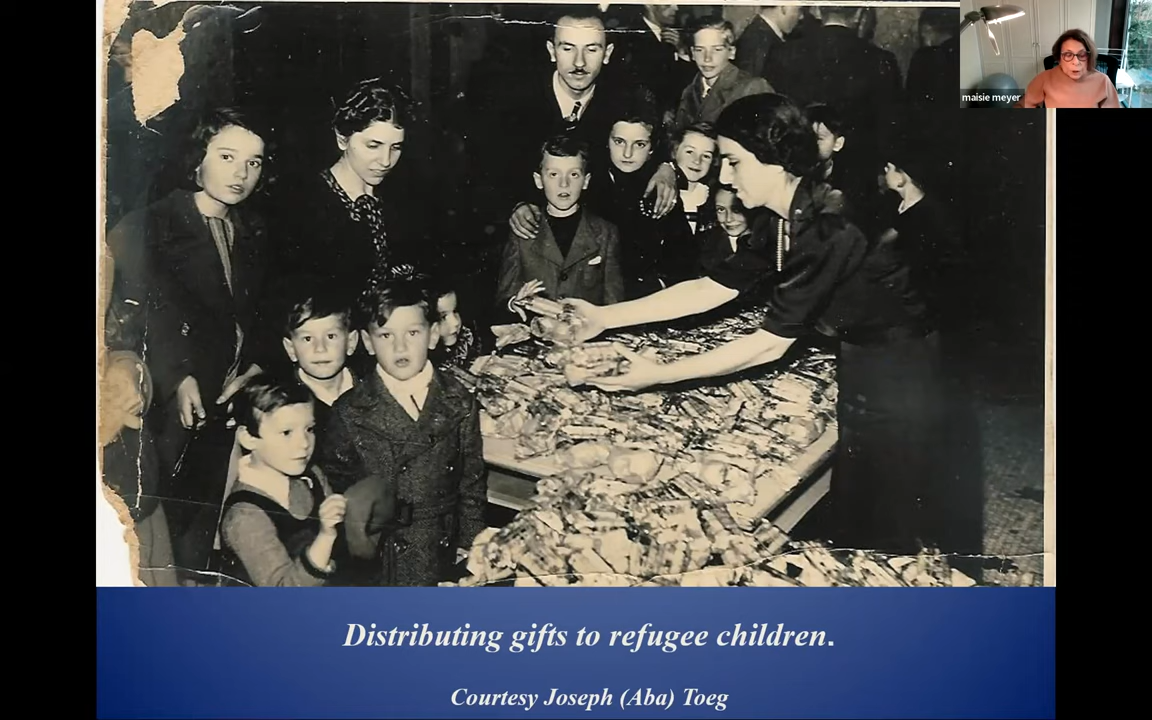 maisie meyer
Distributing gifts to refugee children.
Courtesy Joseph (Aba) Toeg